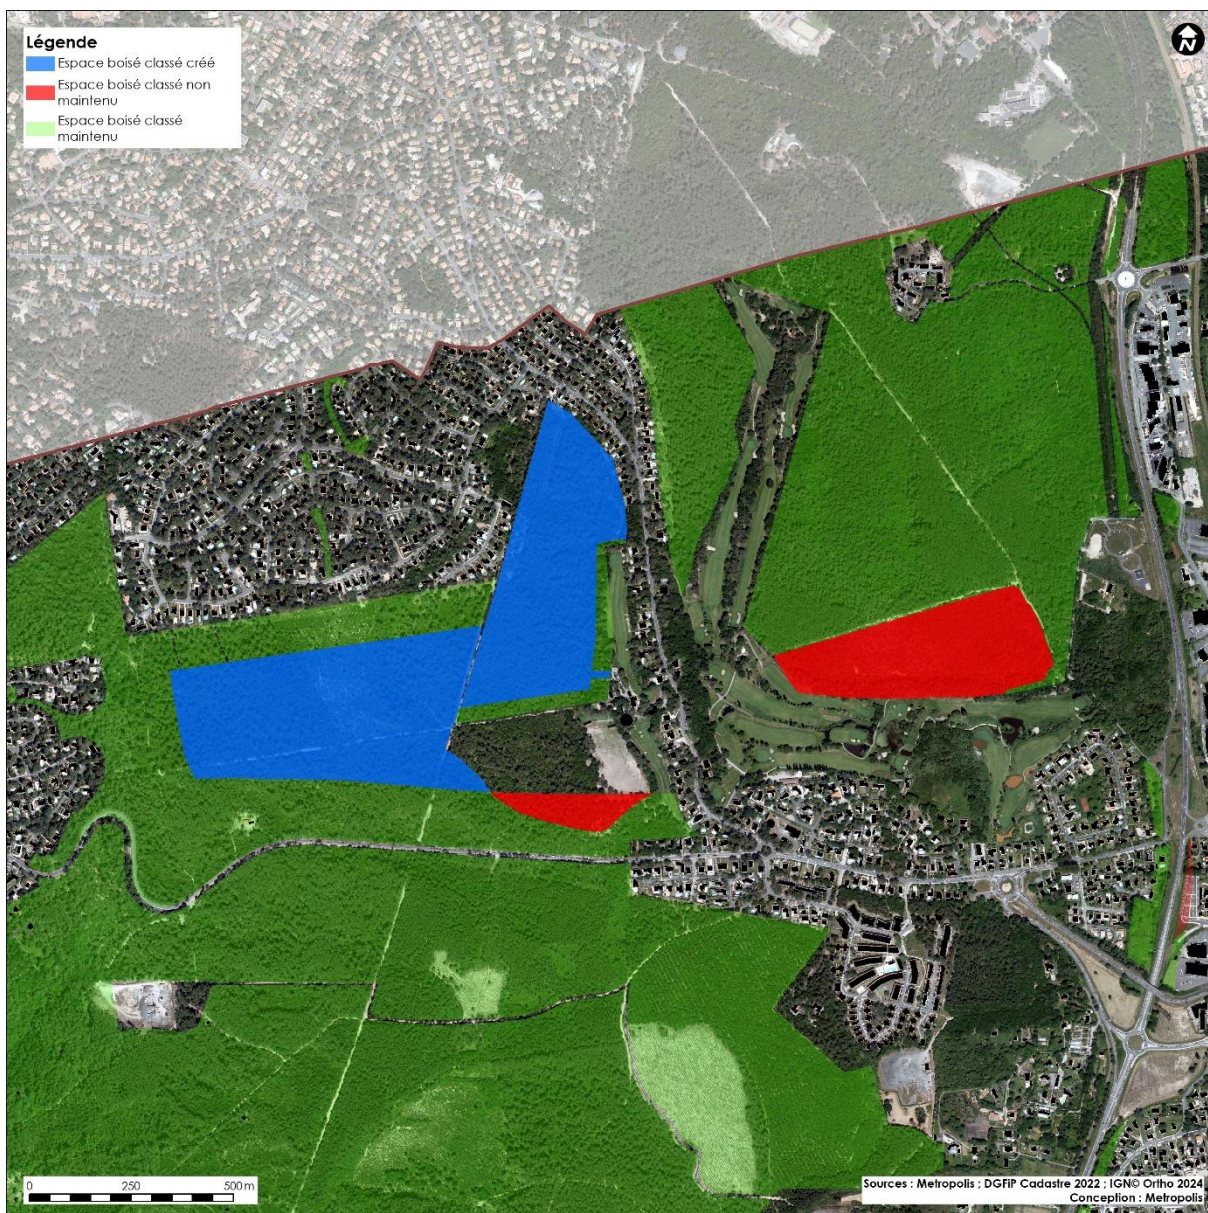 Légende
Espace boisé classé créé
Espace boisé classé non
maintenu
Espace boisé classé
maintenu
N
0 250 500 m
Sources : Metropolis ; DGFiP Cadastre 2022 ; IGN© Ortho 2024
Conception : Metropolis